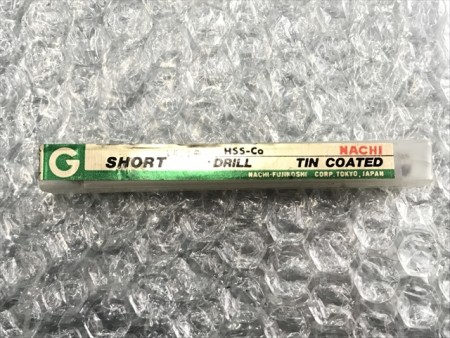 G
HSS-Co NACHI
SHORT DRILL TIN COATED
NACHI-FUJIKOSHI CORP. TOKYO, JAPAN